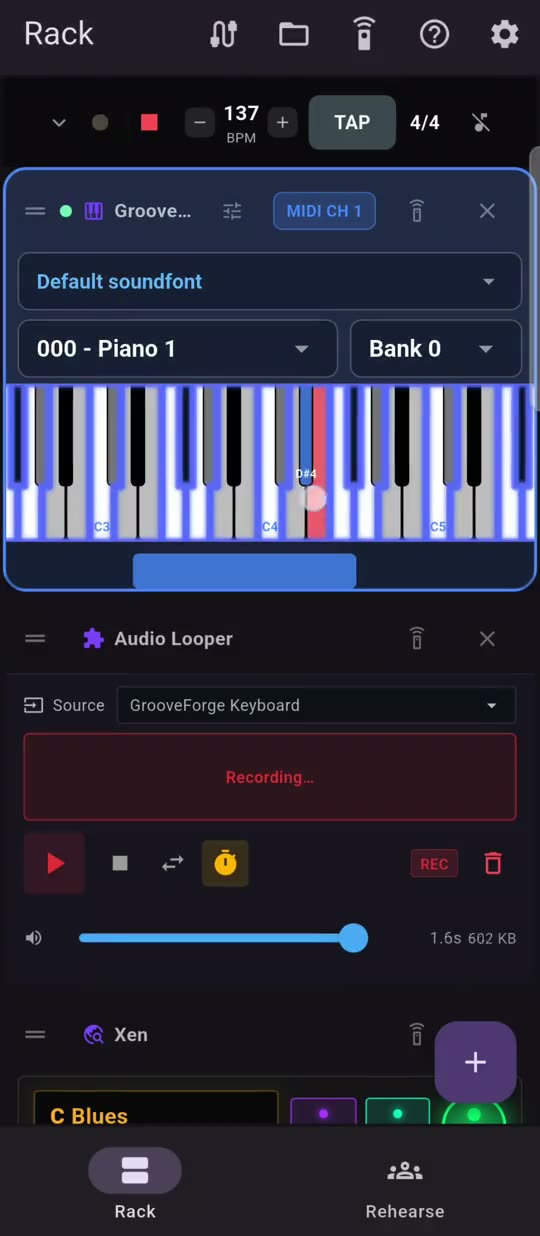 Rack
137
BPM
TAP
4/4
Groove...
MIDI CH 1
Default soundfont
000 - Piano 1
Bank 0
D#4
C3
C4
C5
Audio Looper
Source
GrooveForge Keyboard
Recording...
REC
1.6s 602 KB
Xen
C Blues
Rack
Rehearse